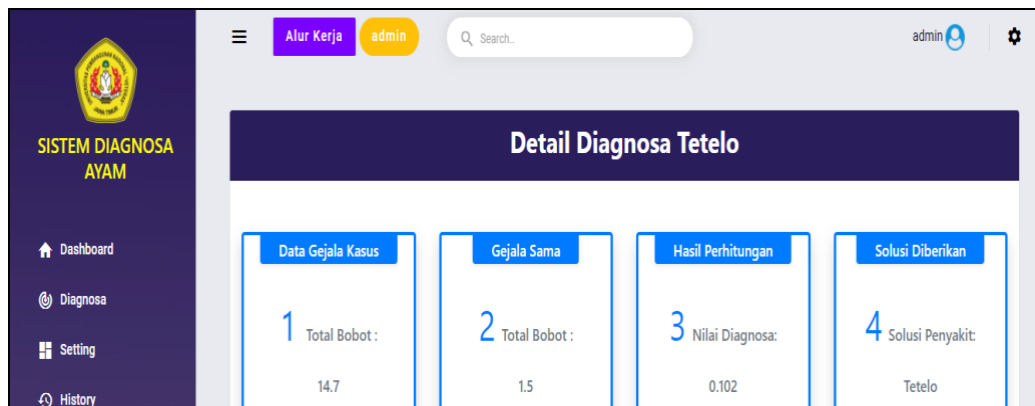 SISTEM DIAGNOSA
AYAM
Dashboard
Diagnosa
Setting
History
Alur Kerja
admin
Search..
admin
Detail Diagnosa Tetelo
Data Gejala Kasus
1 Total Bobot :
14.7
Gejala Sama
2 Total Bobot :
1.5
Hasil Perhitungan
3 Nilai Diagnosa:
0.102
Solusi Diberikan
4 Solusi Penyakit:
Tetelo